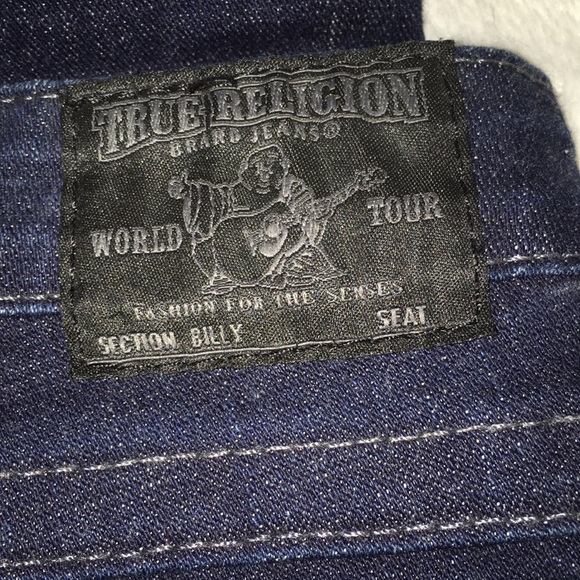 TRUE RELIGION
BRAND JEANS®
WORLD TOUR
FASHION FOR THE SENSES
SECTION BILLY SEAT